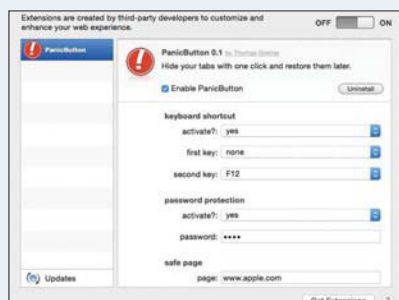 Extensions are created by third-party developers to customize and
enhance your web experience.
OFF ON
PanicButton
PanicButton 0.1 by Thomas
Hide your tabs with one click and restore them later.
Enable PanicButton
Uninstall
keyboard shortcut
activate?: yes
first key: none
second key: F12
password protection
activate?: yes
password: ••••
safe page
page: www.apple.com
Updates
Get Extensions ?